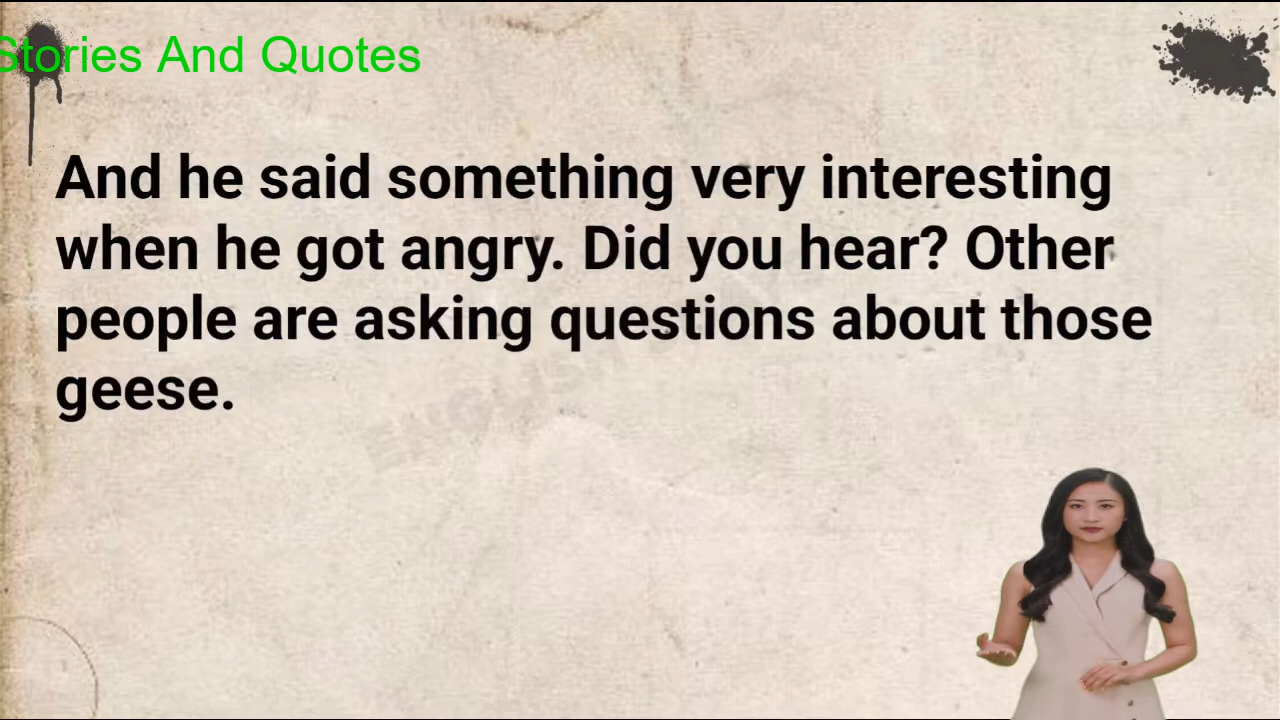 Stories And Quotes
And he said something very interesting
when he got angry. Did you hear? Other
people are asking questions about those
geese.